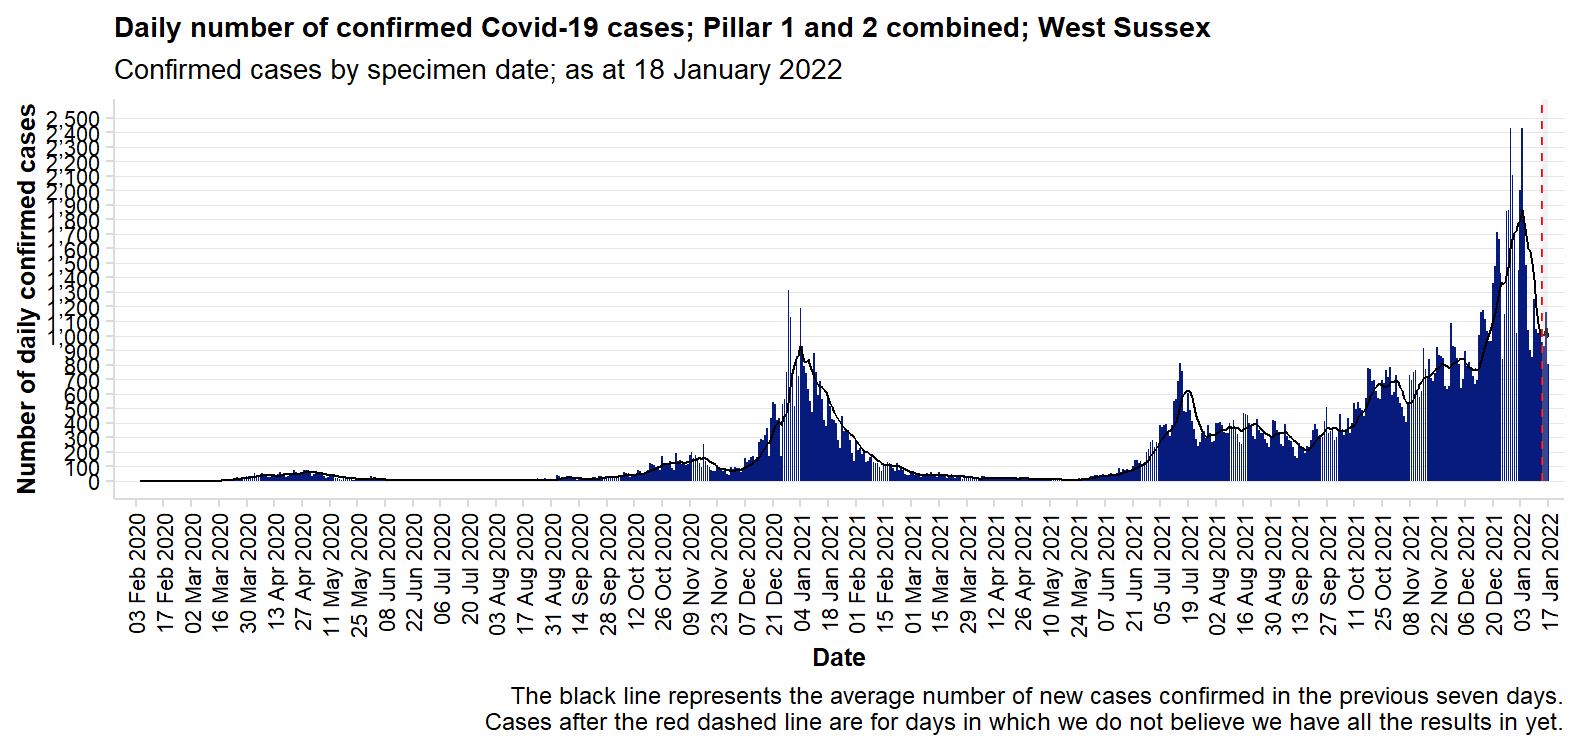 Daily number of confirmed Covid-19 cases; Pillar 1 and 2 combined; West Sussex
Confirmed cases by specimen date; as at 18 January 2022
Number of daily confirmed cases
2,500
2,400
2,300
2,200
2,100
2,000
1,900
1,800
1,700
1,600
1,500
1,400
1,300
1,200
1,100
1,000
900
800
700
600
500
400
300
200
100
0
03 Feb 2020
17 Feb 2020
02 Mar 2020
16 Mar 2020
30 Mar 2020
13 Apr 2020
27 Apr 2020
11 May 2020
25 May 2020
08 Jun 2020
22 Jun 2020
06 Jul 2020
20 Jul 2020
03 Aug 2020
17 Aug 2020
31 Aug 2020
14 Sep 2020
28 Sep 2020
12 Oct 2020
26 Oct 2020
09 Nov 2020
23 Nov 2020
07 Dec 2020
21 Dec 2020
04 Jan 2021
18 Jan 2021
01 Feb 2021
15 Feb 2021
01 Mar 2021
15 Mar 2021
29 Mar 2021
12 Apr 2021
26 Apr 2021
10 May 2021
24 May 2021
07 Jun 2021
21 Jun 2021
05 Jul 2021
19 Jul 2021
02 Aug 2021
16 Aug 2021
30 Aug 2021
13 Sep 2021
27 Sep 2021
11 Oct 2021
25 Oct 2021
08 Nov 2021
22 Nov 2021
06 Dec 2021
20 Dec 2021
03 Jan 2022
17 Jan 2022
Date
The black line represents the average number of new cases confirmed in the previous seven days.
Cases after the red dashed line are for days in which we do not believe we have all the results in yet.